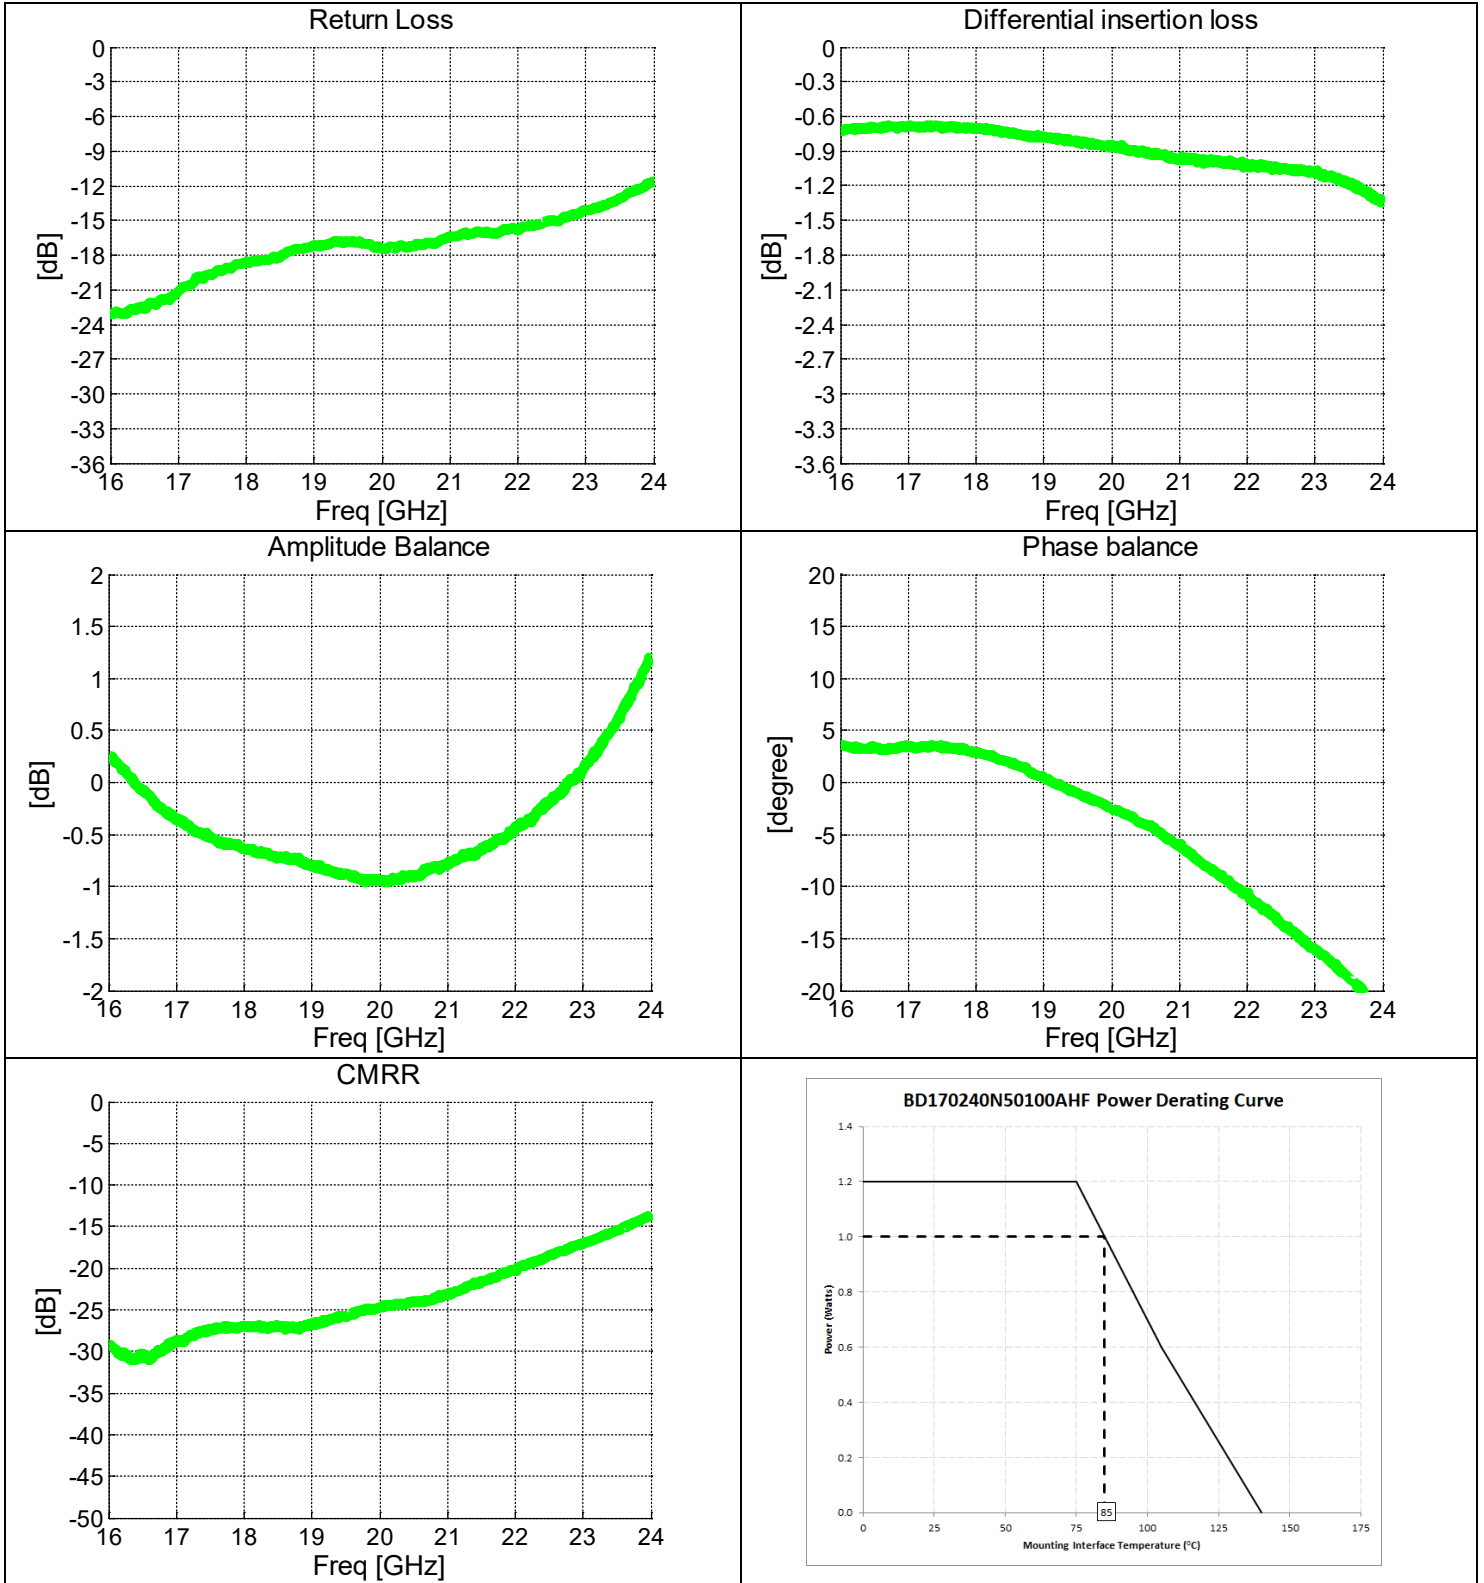 Return Loss
0
-3
-6
-9
-12
-15
-18
-21
-24
-27
-30
-33
-36
[dB]
16 17 18 19 20 21 22 23 24
Freq [GHz]
Differential insertion loss
0
-0.3
-0.6
-0.9
-1.2
-1.5
-1.8
-2.1
-2.4
-2.7
-3
-3.3
-3.6
[dB]
16 17 18 19 20 21 22 23 24
Freq [GHz]
Amplitude Balance
2
1.5
1
0.5
0
-0.5
-1
-1.5
-2
[dB]
16 17 18 19 20 21 22 23 24
Freq [GHz]
Phase balance
20
15
10
5
0
-5
-10
-15
-20
[degree]
16 17 18 19 20 21 22 23 24
Freq [GHz]
CMRR
0
-5
-10
-15
-20
-25
-30
-35
-40
-45
-50
[dB]
16 17 18 19 20 21 22 23 24
Freq [GHz]
BD170240N50100AHF Power Derating Curve
1.4
1.2
1.0
0.8
0.6
0.4
0.2
0.0
Power (Watts)
85
0 25 50 75 100 125 150 175
Mounting Interface Temperature (°C)